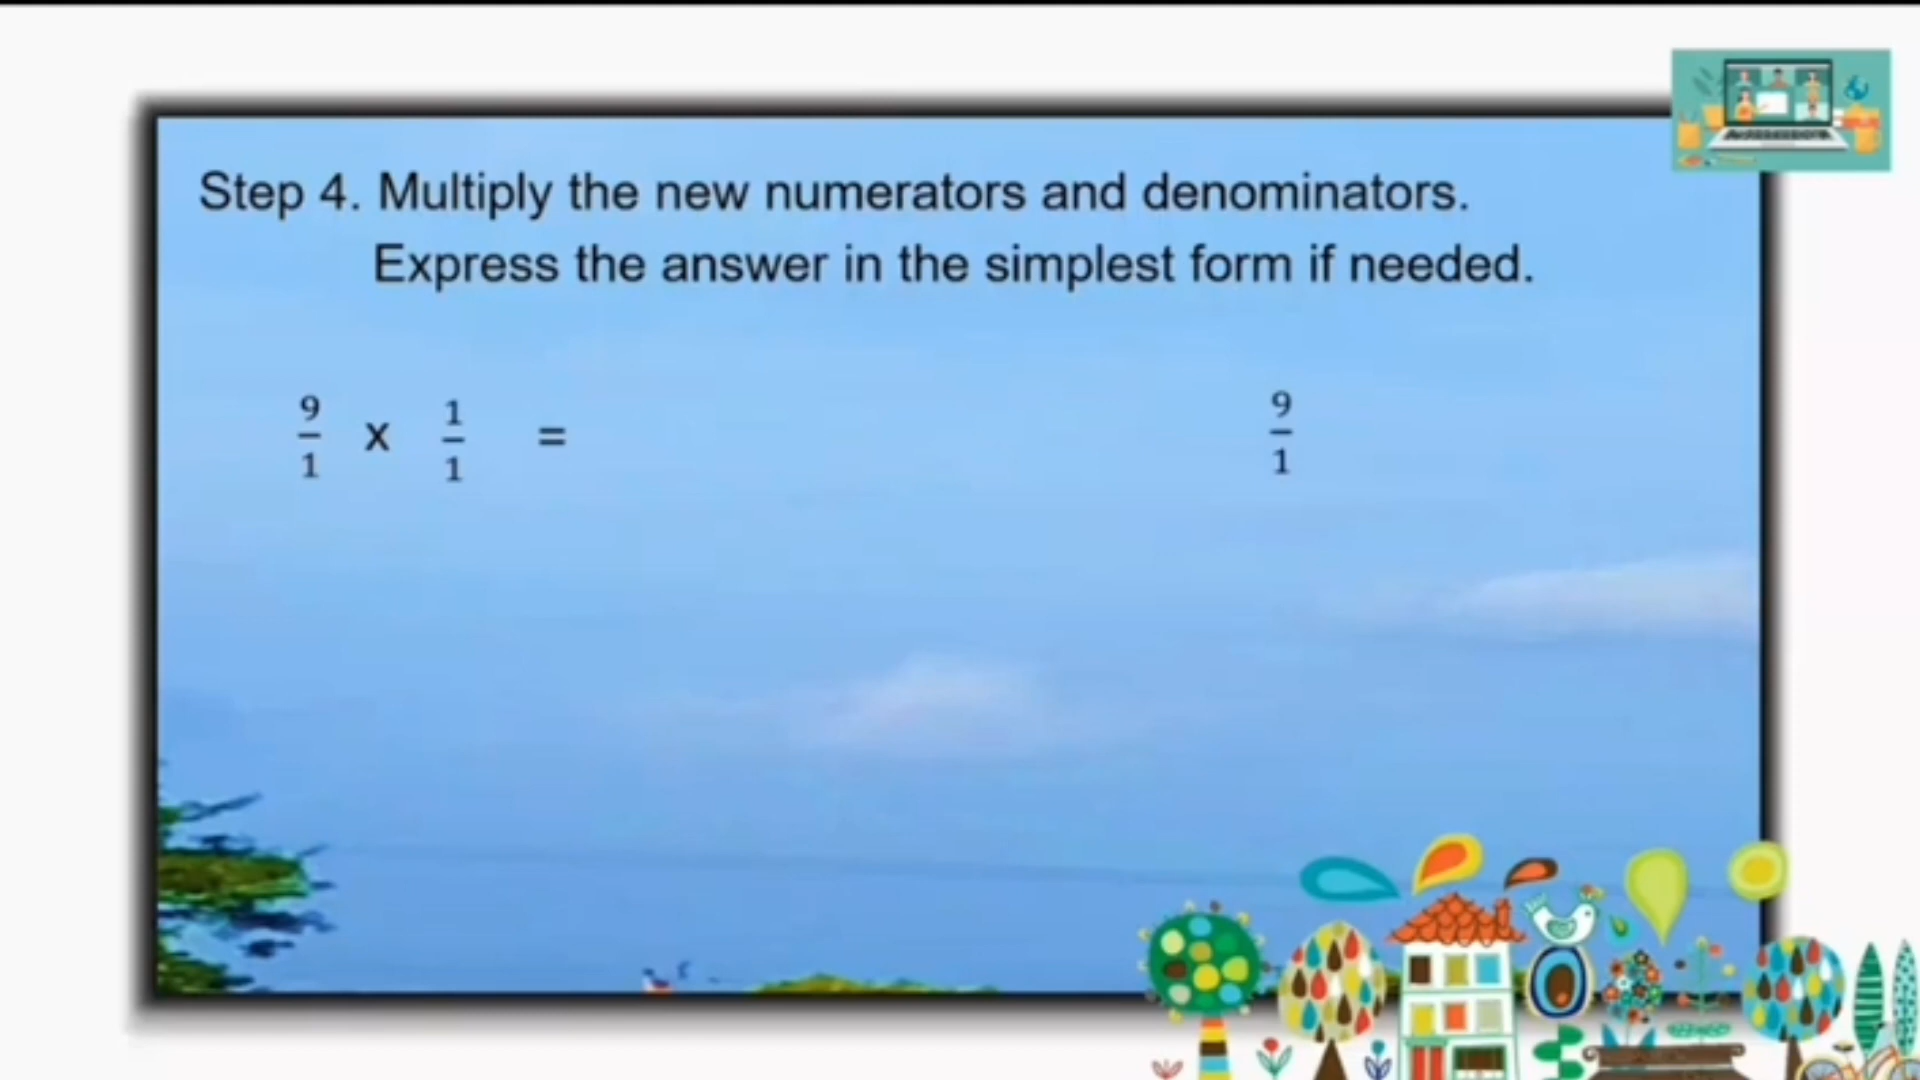 Step 4. Multiply the new numerators and denominators.
Express the answer in the simplest form if needed.
9/1 x 1/1 = 9/1